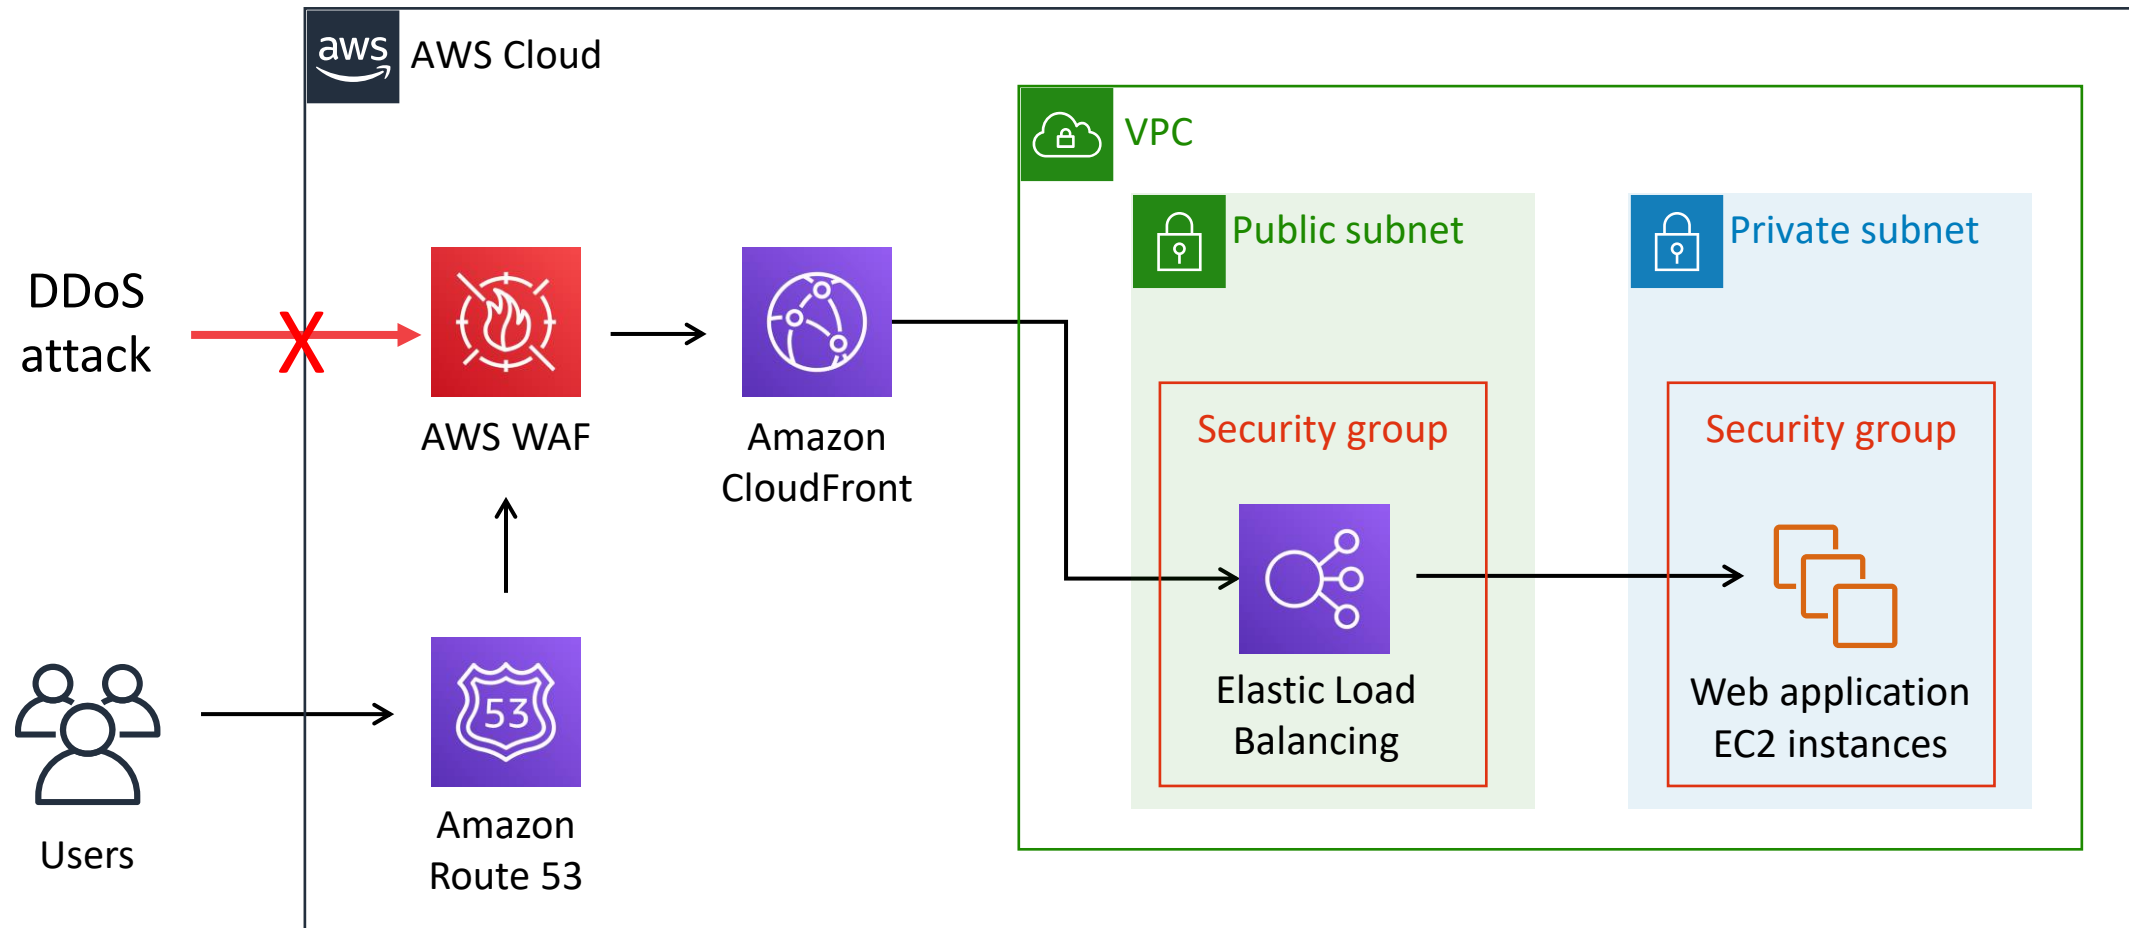 aws
AWS Cloud
VPC
Public subnet
Private subnet
DDoS
attack
X
AWS WAF
Amazon
CloudFront
Security group
Security group
Elastic Load
Balancing
Web application
EC2 instances
53
Users
Amazon
Route 53